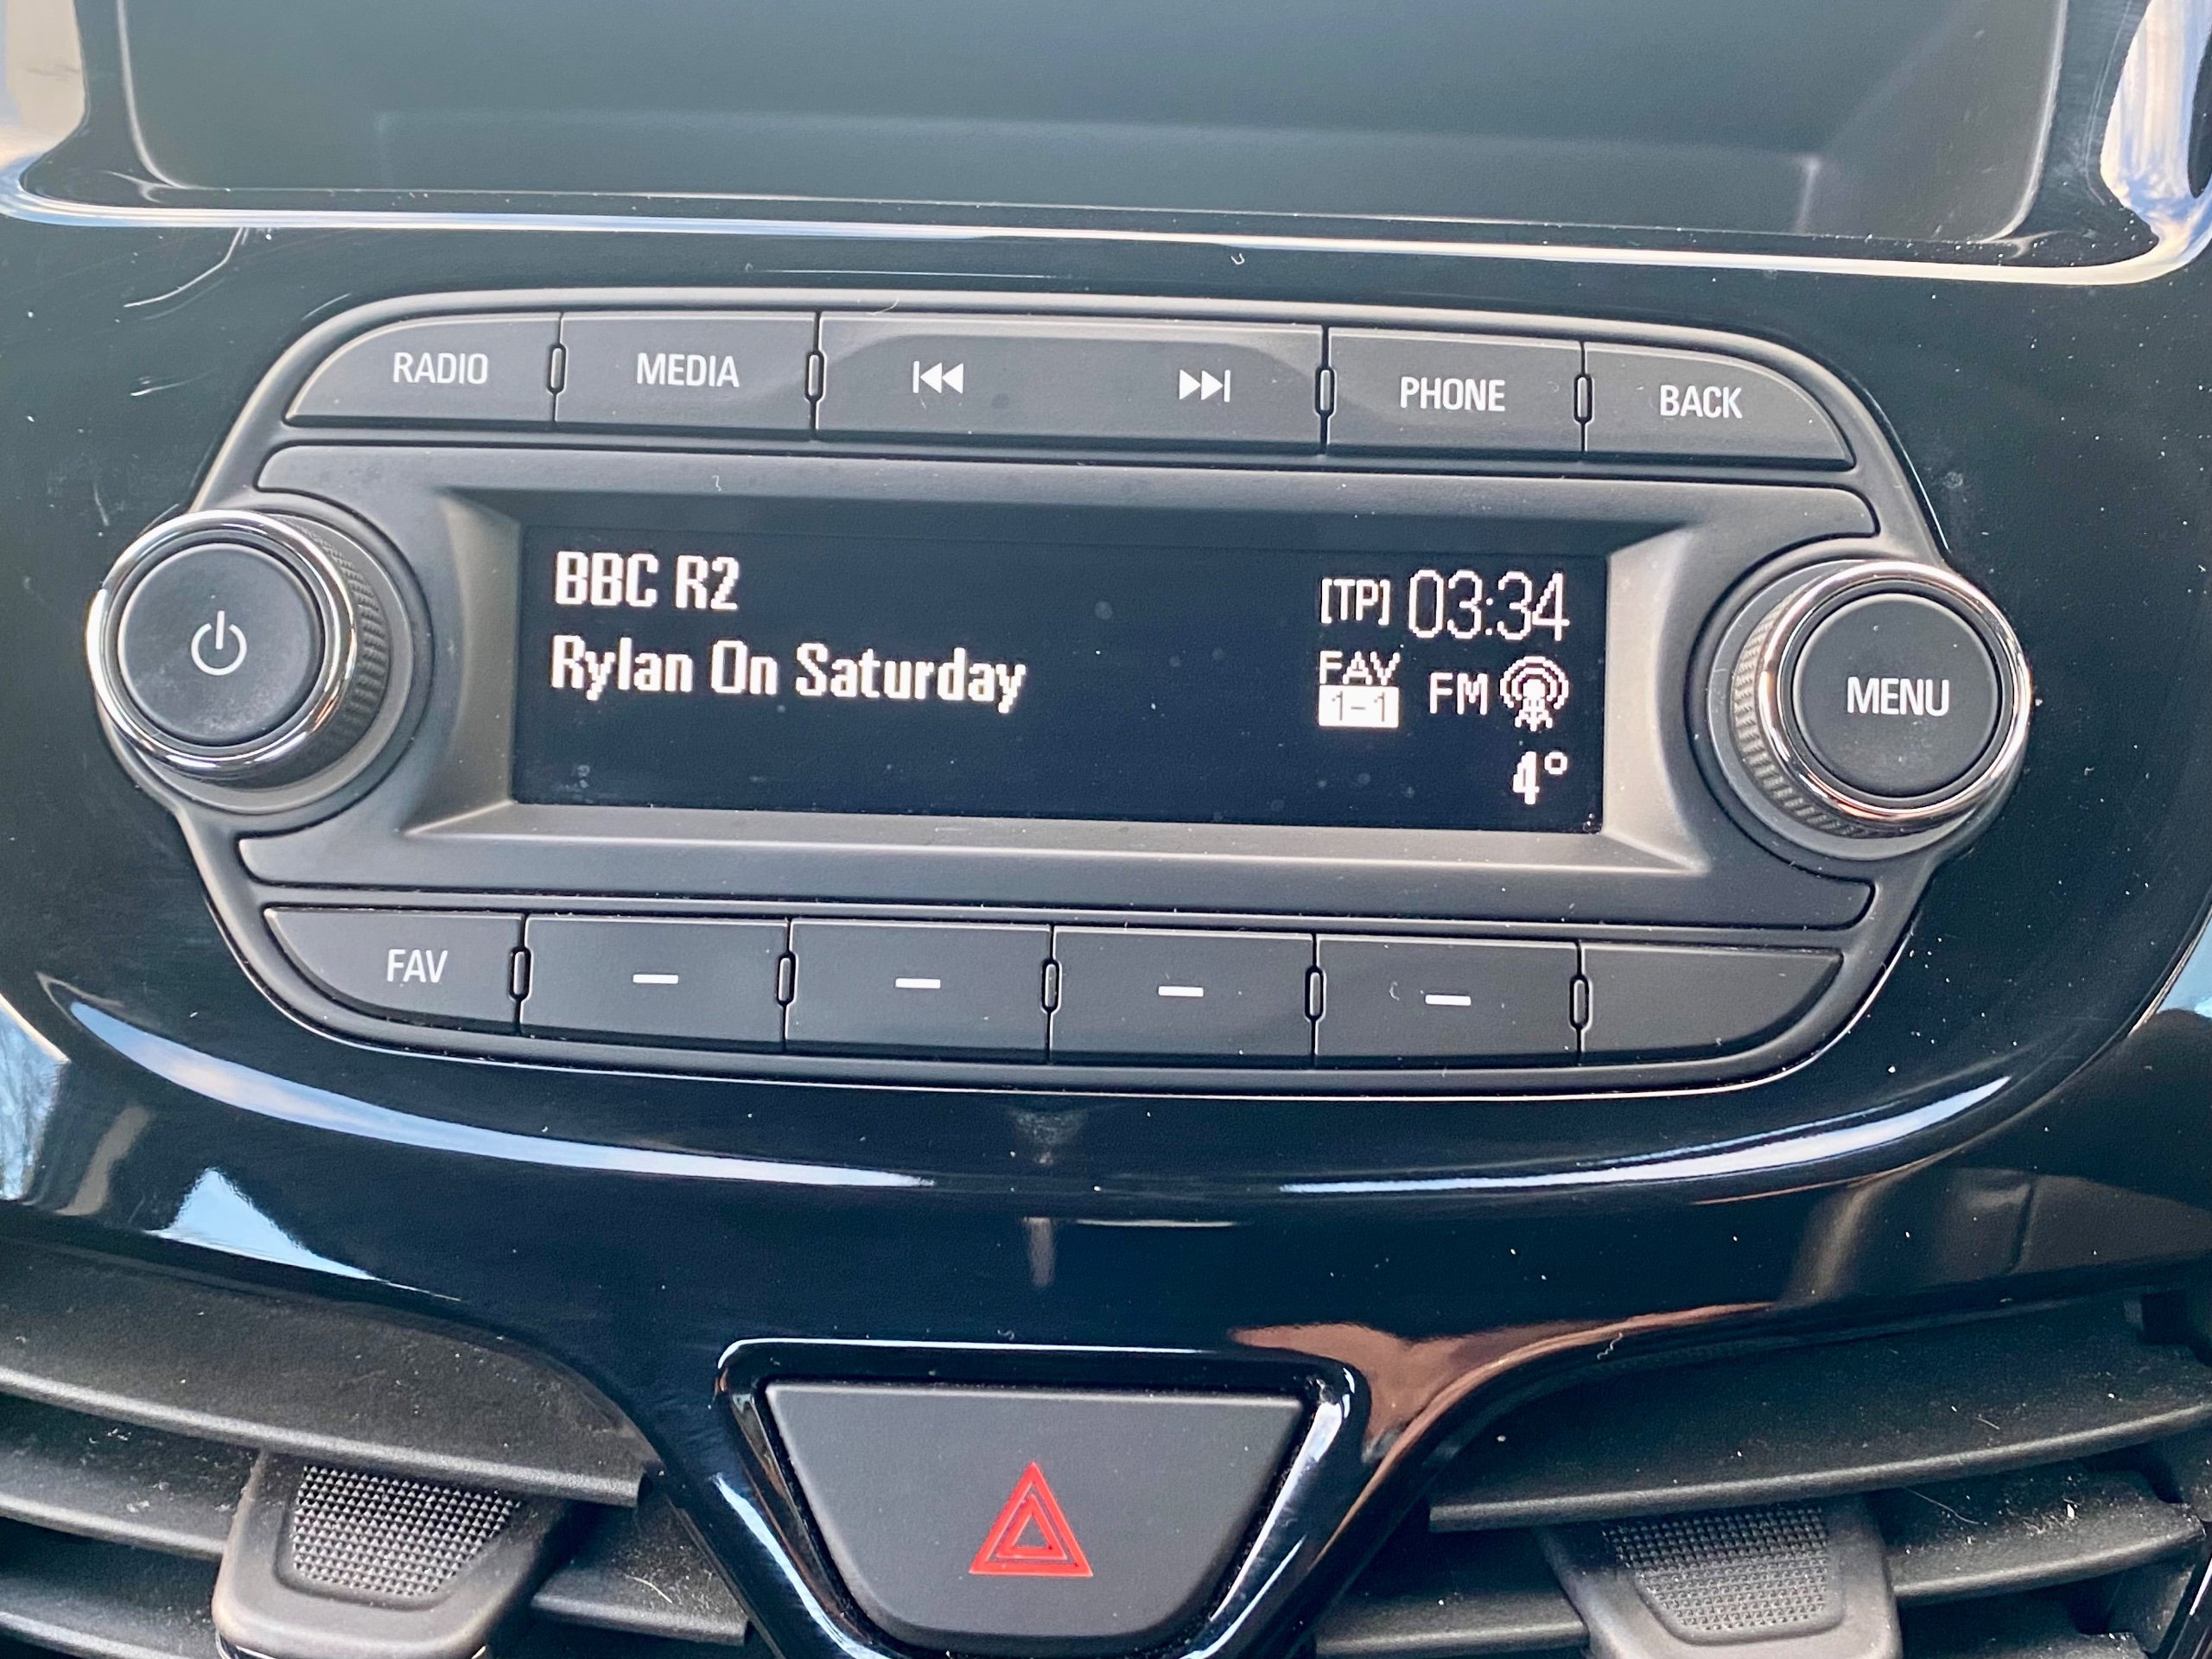 RADIO MEDIA PHONE BACK
BBC R2 [TP] 03:34
Rylan On Saturday FAV FM
1-1
4°
MENU
FAV